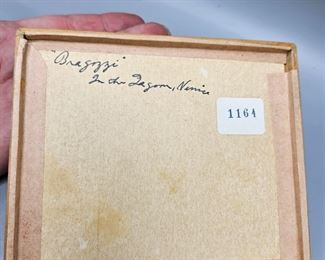 "Bragozzi"
In the Lagoon, Venice
1164